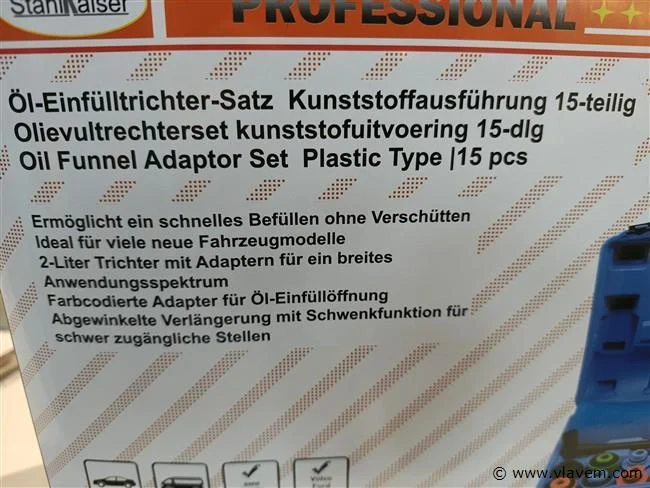 StahlKaiser
PROFESSIONAL
Öl-Einfülltrichter-Satz Kunststoffausführung 15-teilig
Olievultrechterset kunststofuitvoering 15-dlg
Oil Funnel Adaptor Set Plastic Type |15 pcs
Ermöglicht ein schnelles Befüllen ohne Verschütten
Ideal für viele neue Fahrzeugmodelle
2-Liter Trichter mit Adaptern für ein breites
Anwendungsspektrum
Farbcodierte Adapter für Öl-Einfüllöffnung
Abgewinkelte Verlängerung mit Schwenkfunktion für
schwer zugängliche Stellen
Volvo
Ford
© www.vlavem.com